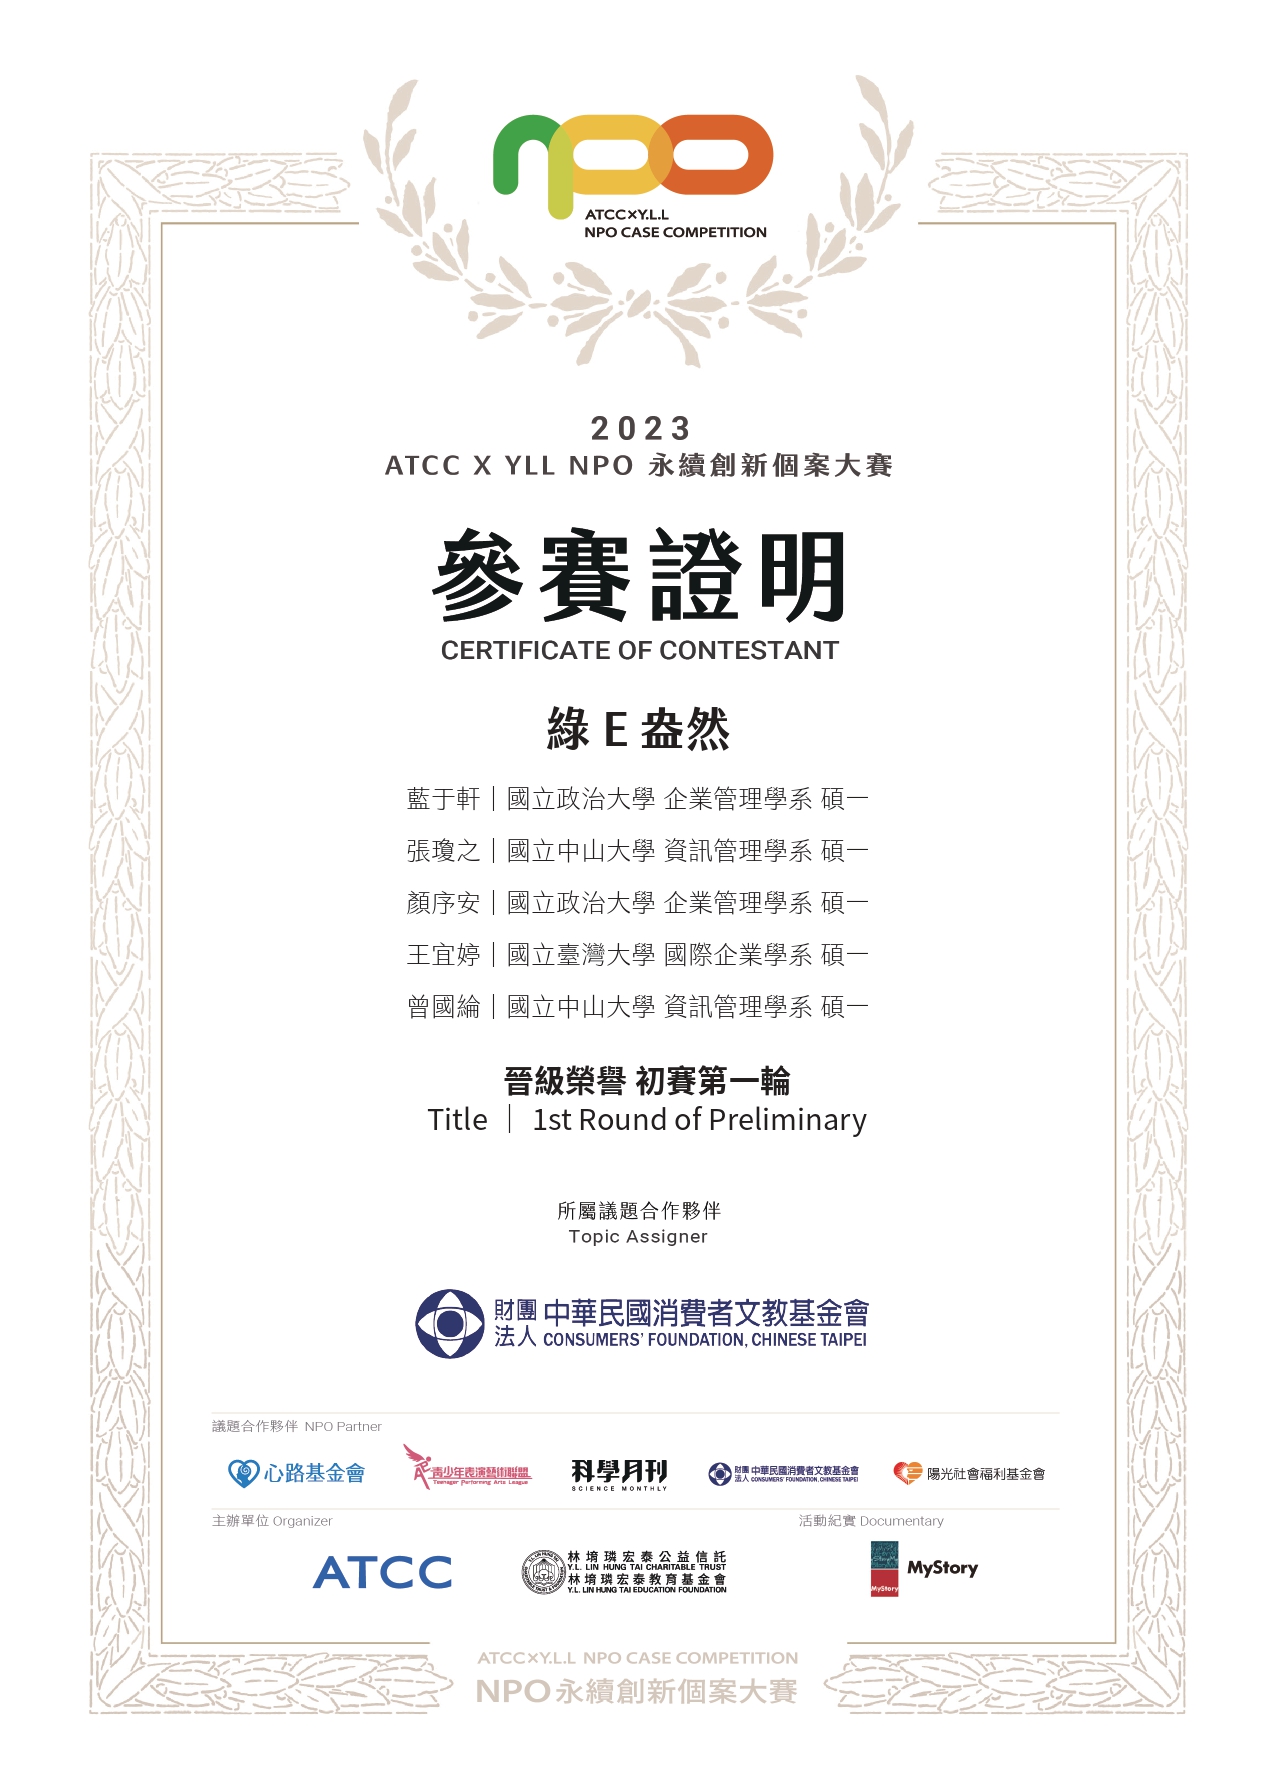 npo
ATCC×Y.L.L
NPO CASE COMPETITION
2023
ATCC X YLL NPO 永續創新個案大賽
參賽證明
CERTIFICATE OF CONTESTANT
綠 E 盎然
藍于軒｜國立政治大學 企業管理學系 碩一
張瓊之｜國立中山大學 資訊管理學系 碩一
顏序安｜國立政治大學 企業管理學系 碩一
王宜婷｜國立臺灣大學 國際企業學系 碩一
曾國綸｜國立中山大學 資訊管理學系 碩一
晉級榮譽 初賽第一輪
Title ｜ 1st Round of Preliminary
所屬議題合作夥伴
Topic Assigner
財團法人 中華民國消費者文教基金會
CONSUMERS' FOUNDATION, CHINESE TAIPEI
議題合作夥伴 NPO Partner
心路基金會
青少年表演藝術聯盟
Teenager Performing Arts League
科學月刊
SCIENCE MONTHLY
財團法人 中華民國消費者文教基金會
CONSUMERS' FOUNDATION, CHINESE TAIPEI
陽光社會福利基金會
主辦單位 Organizer
ATCC
林堉璘宏泰公益信託
Y.L. LIN HUNG TAI CHARITABLE TRUST
林堉璘宏泰教育基金會
Y.L. LIN HUNG TAI EDUCATION FOUNDATION
活動紀實 Documentary
MyStory
MyStory
ATCC×Y.L.L NPO CASE COMPETITION
NPO永續創新個案大賽